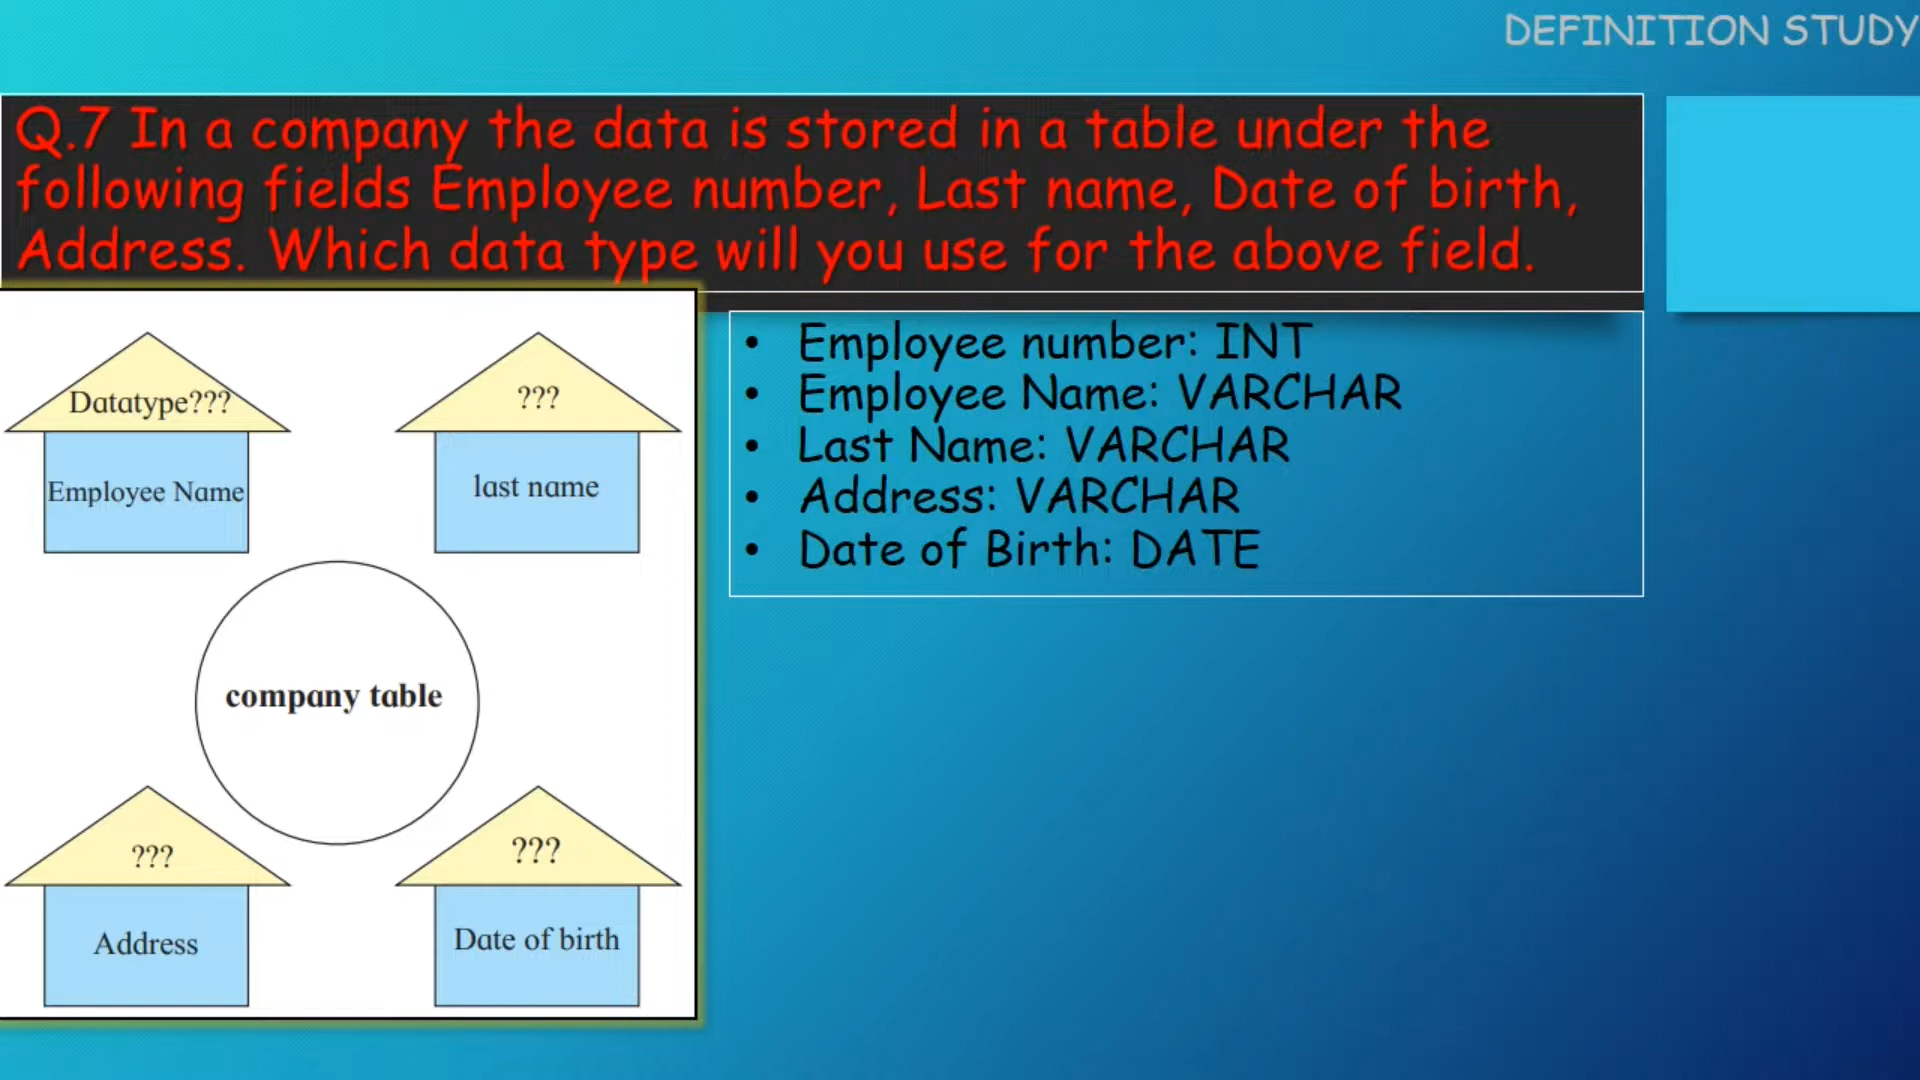 DEFINITION STUDY
Q.7 In a company the data is stored in a table under the
following fields Employee number, Last name, Date of birth,
Address. Which data type will you use for the above field.
• Employee number: INT
• Employee Name: VARCHAR
• Last Name: VARCHAR
• Address: VARCHAR
• Date of Birth: DATE
Datatype???
Employee Name
???
last name
company table
???
Address
???
Date of birth